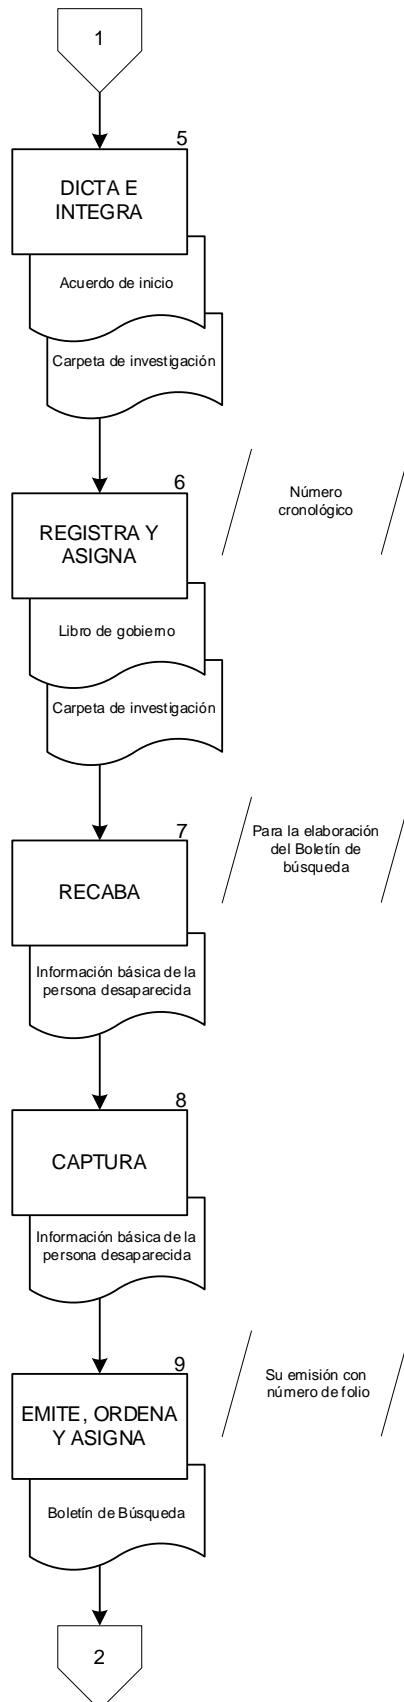 1
5
DICTA E
INTEGRA
Acuerdo de inicio
Carpeta de investigación
6
REGISTRA Y
ASIGNA
Número
cronológico
Libro de gobierno
Carpeta de investigación
7
RECABA
Para la elaboración
del Boletín de
búsqueda
Información básica de la
persona desaparecida
8
CAPTURA
Información básica de la
persona desaparecida
9
EMITE, ORDENA
Y ASIGNA
Su emisión con
número de folio
Boletín de Búsqueda
2